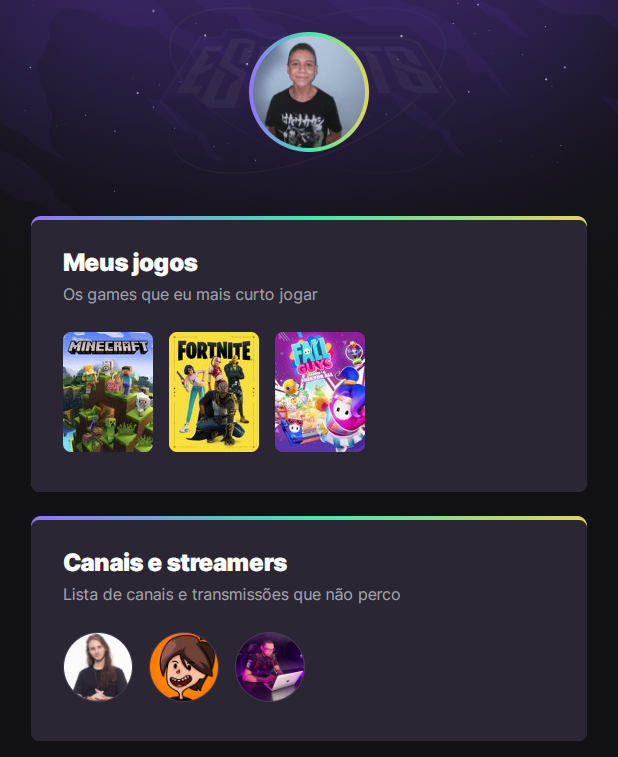 Meus jogos
Os games que eu mais curto jogar
MINECRAFT
FORTNITE
FALL
GUYS
Canais e streamers
Lista de canais e transmissões que não perco